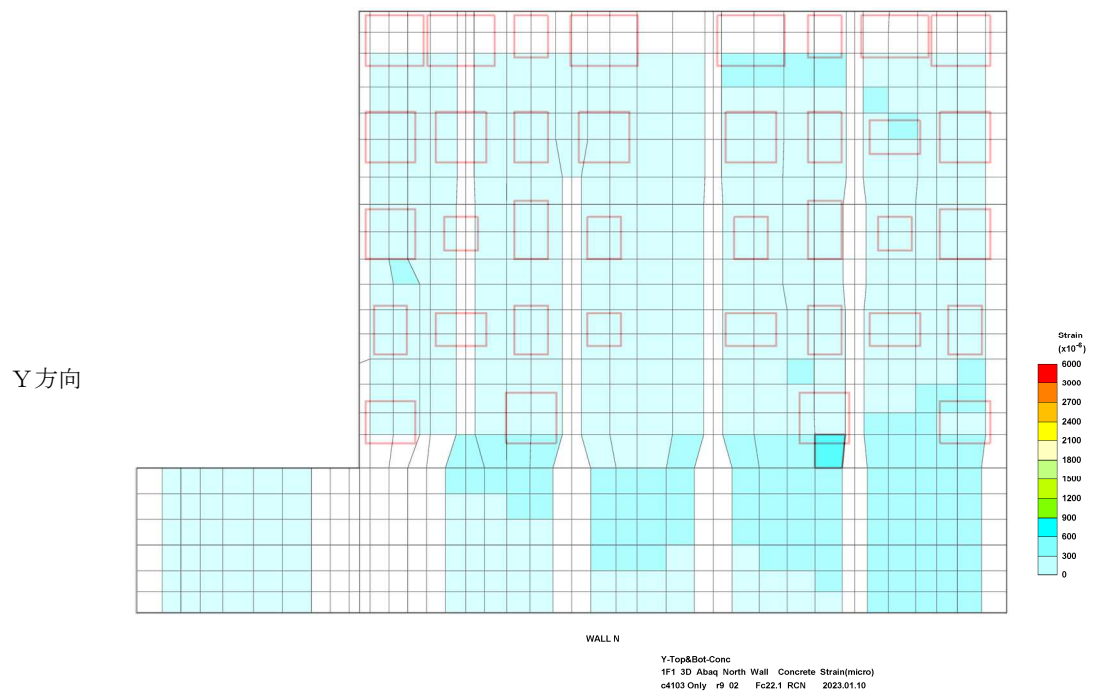 Y方向
Strain
(x10-6)
6000
3000
2700
2400
2100
1800
1500
1200
900
600
300
0
WALL N
Y-Top&Bot-Conc
1F1 3D Abaq North Wall Concrete Strain(micro)
c4103 Only r9 02 Fc22.1 RCN 2023.01.10